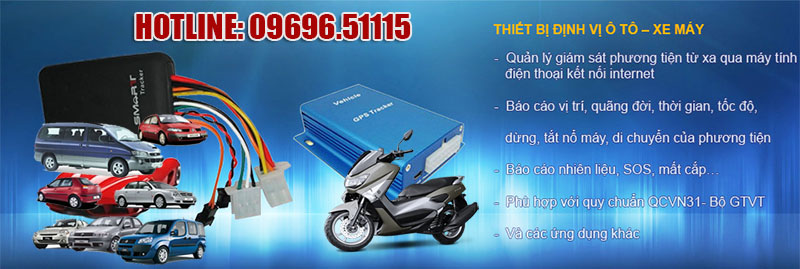 HOTLINE: 09696.51115
THIẾT BỊ ĐỊNH VỊ Ô TÔ – XE MÁY
- Quản lý giám sát phương tiện từ xa qua máy tính
điện thoại kết nối internet
- Báo cáo vị trí, quãng đời, thời gian, tốc độ,
dừng, tắt nổ máy, di chuyển của phương tiện
- Báo cáo nhiên liệu, SOS, mất cắp...
- Phù hợp với quy chuẩn QCVN31- Bộ GTVT
- Và các ứng dụng khác
SMART
Tracker
Vehicle
GPS Tracker